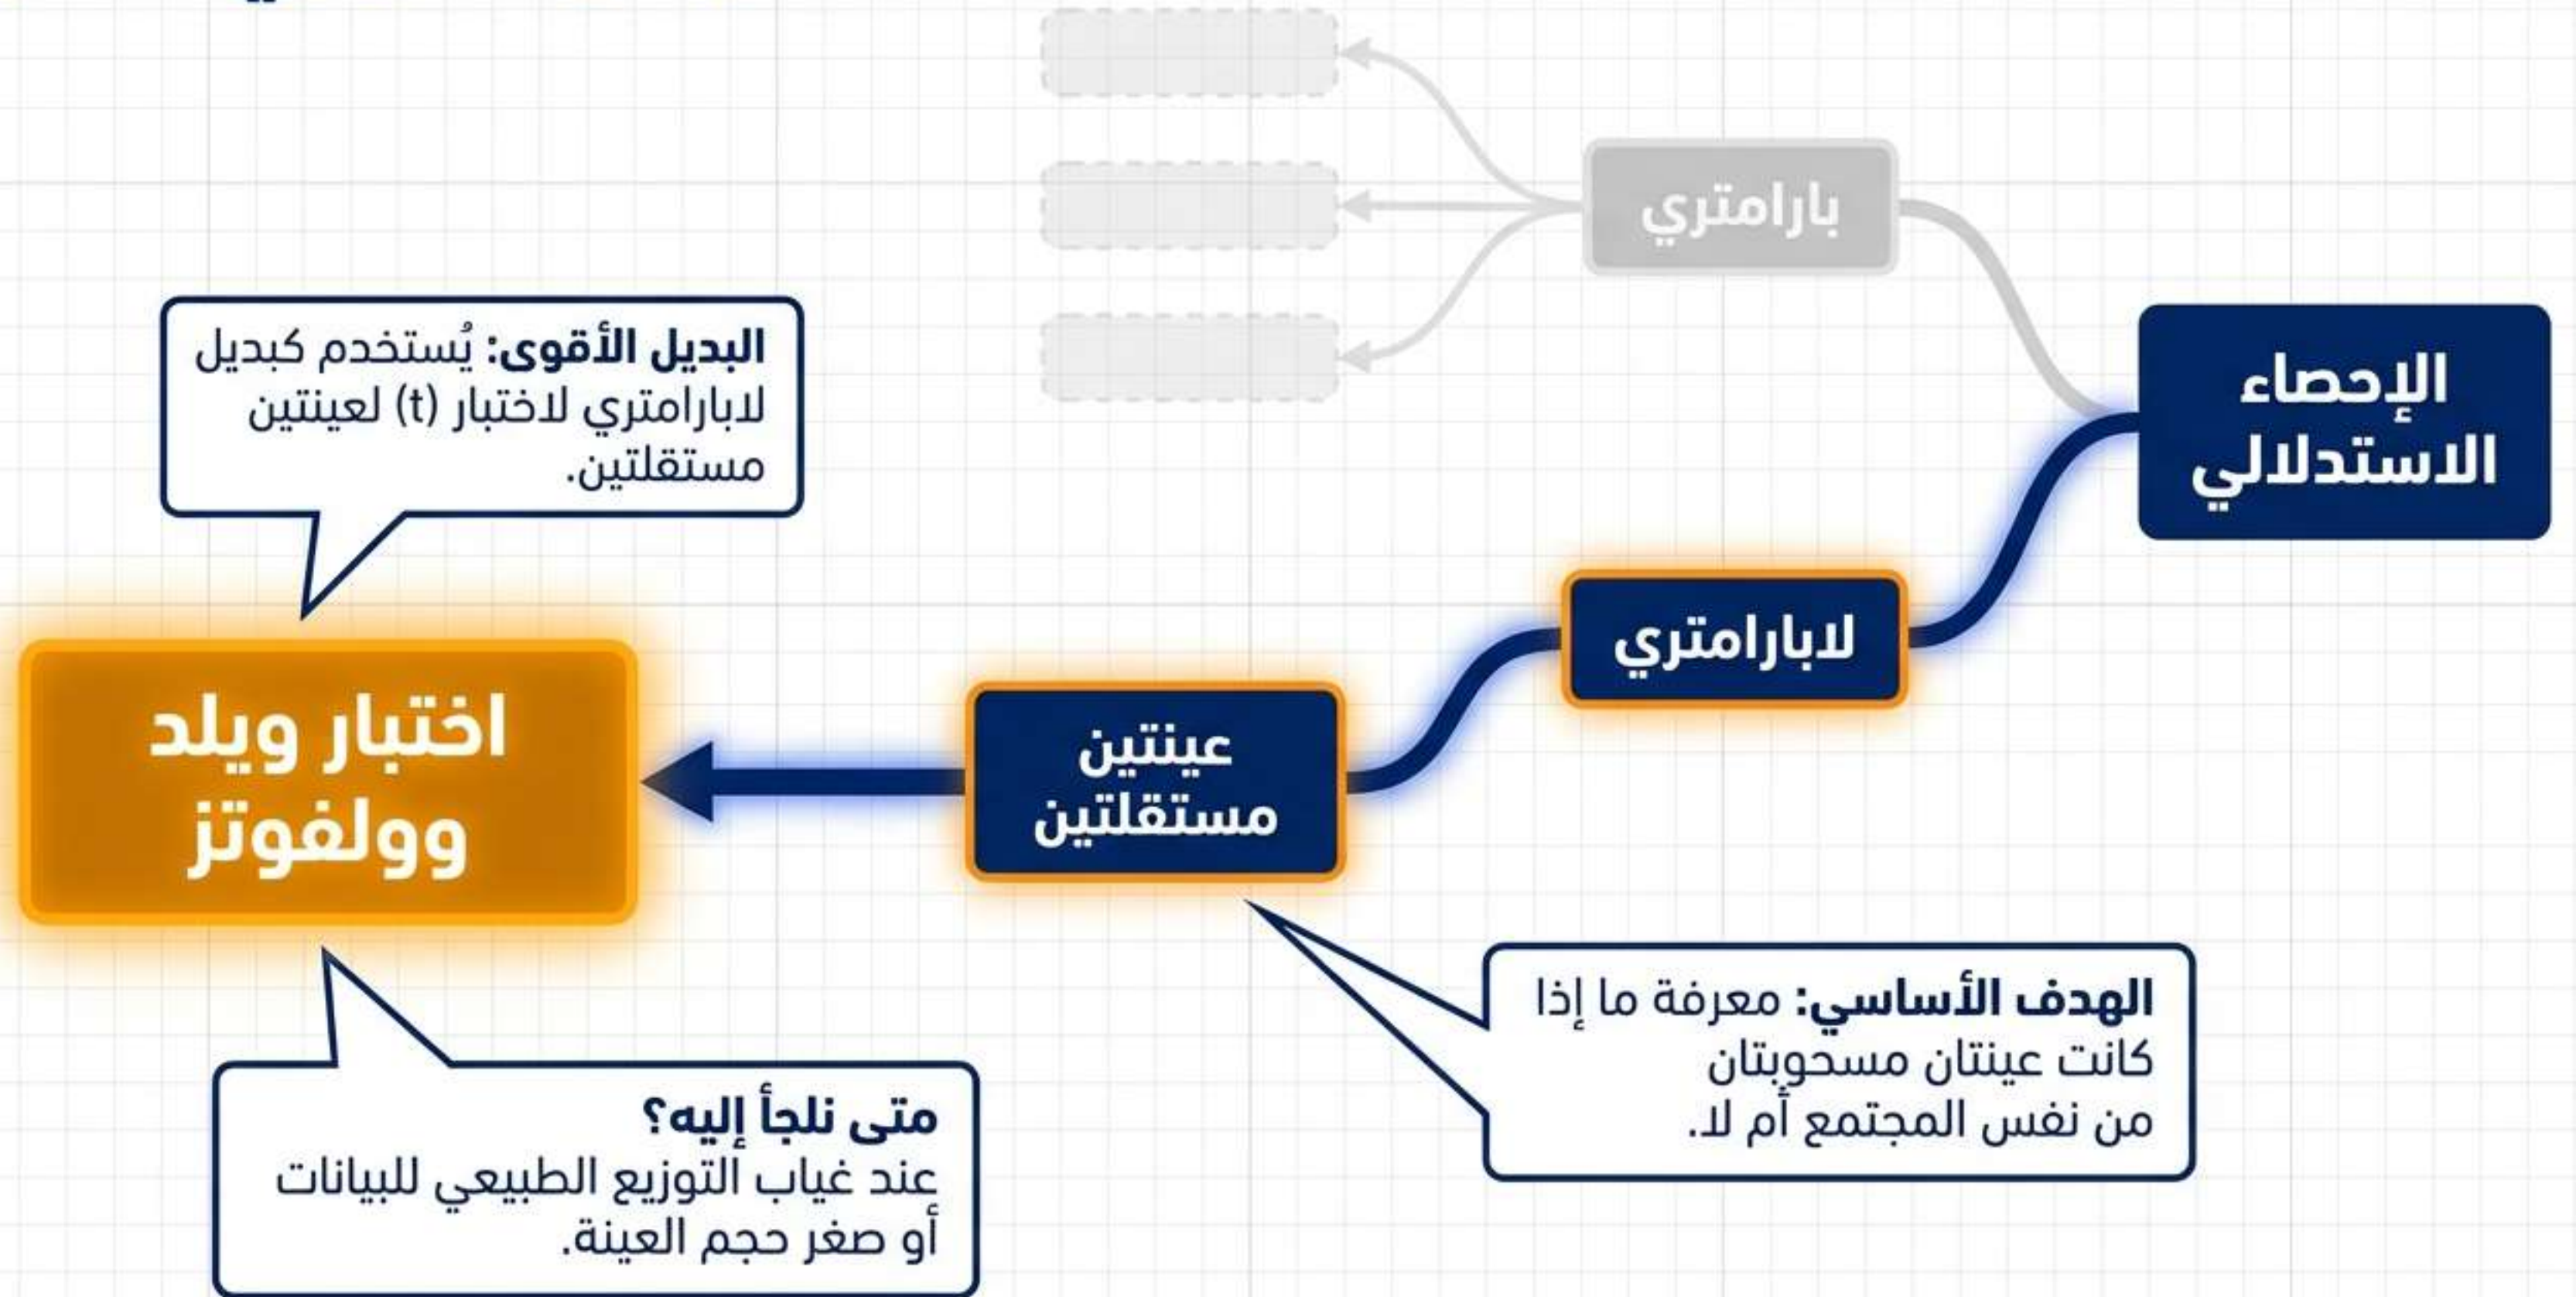 بارامتري
الإحصاء
الاستدلالي
لابارامتري
عينتين
مستقلتين
الهدف الأساسي: معرفة ما إذا
كانت عينتان مسحوبتان
من نفس المجتمع أم لا.
البديل الأقوى: يُستخدم كبديل
لابارامتري لاختبار (t) لعينتين
مستقلتين.
اختبار ويلد
وولفوتز
متى نلجأ إليه؟
عند غياب التوزيع الطبيعي للبيانات
أو صغر حجم العينة.